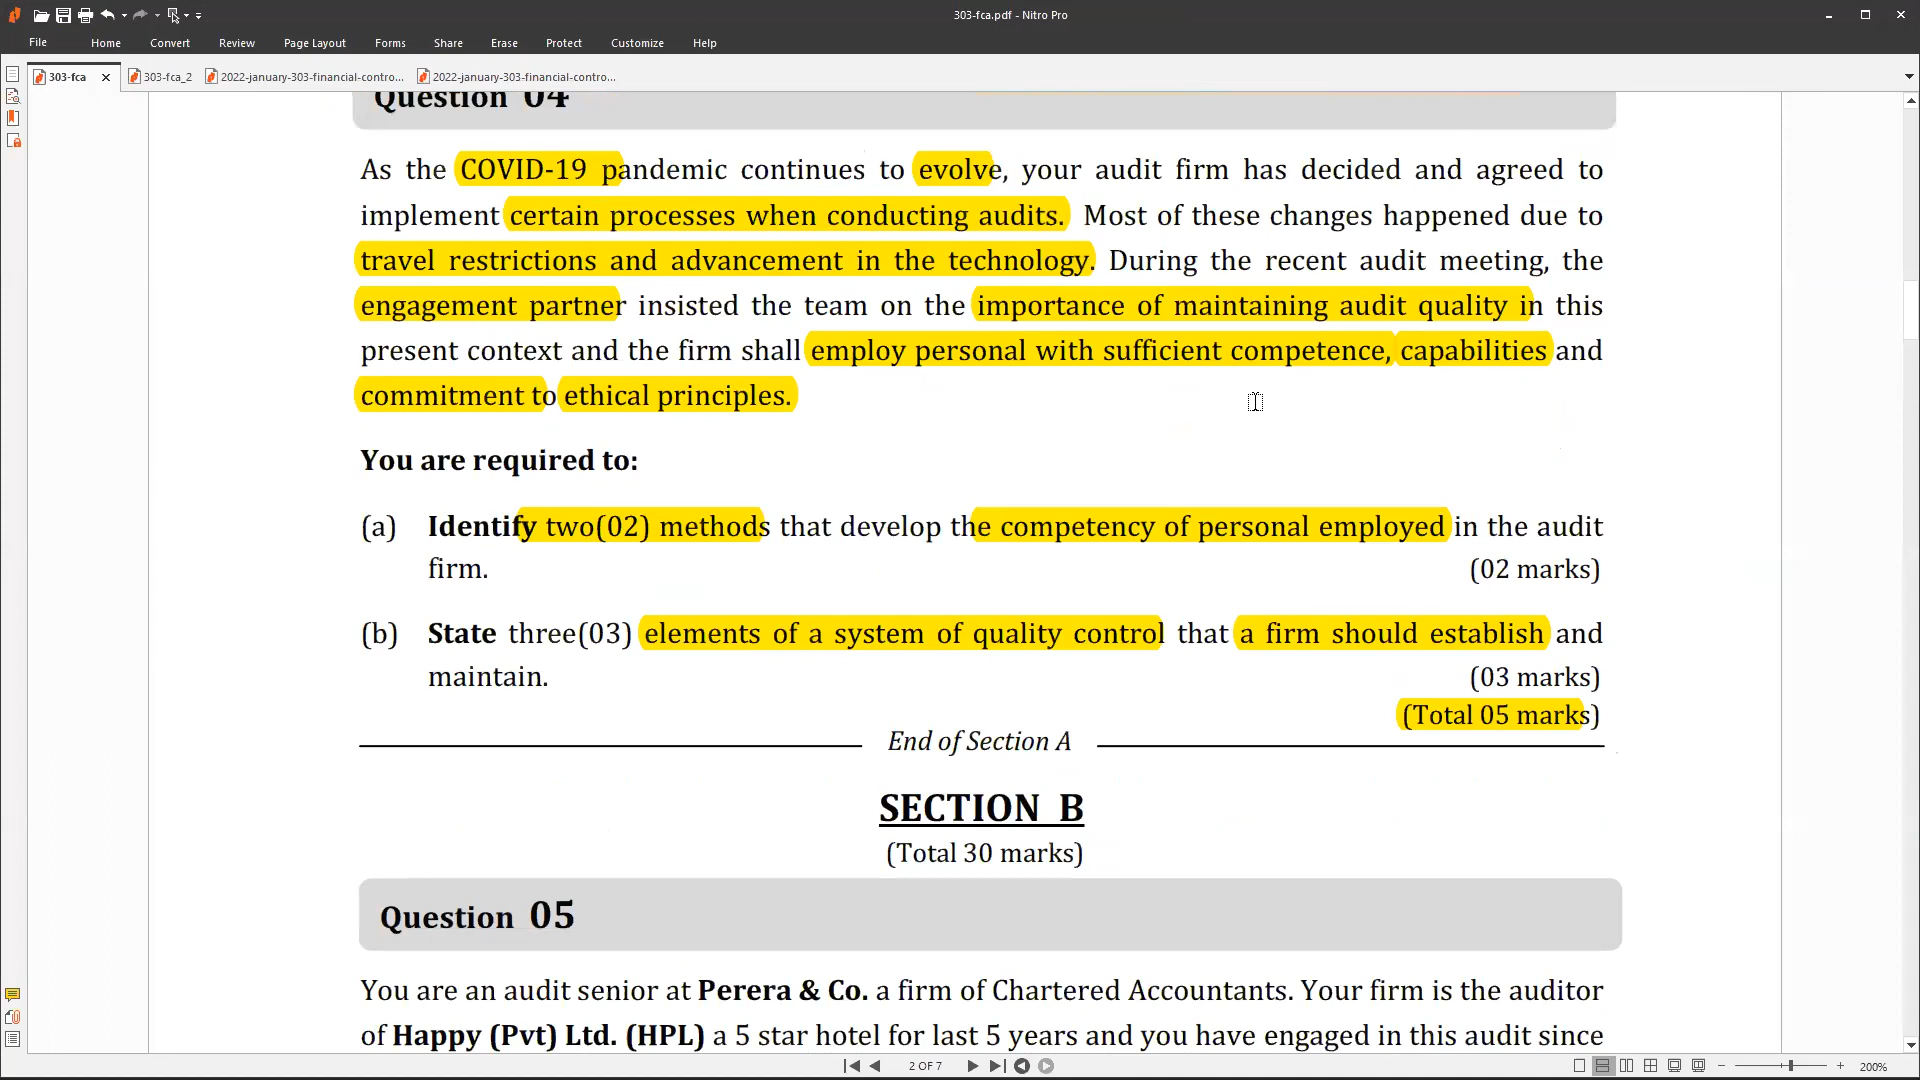 303-fca.pdf - Nitro Pro
File Home Convert Review Page Layout Forms Share Erase Protect Customize Help
303-fca 303-fca_2 2022-january-303-financial-contro... 2022-january-303-financial-contro...
Question 04
As the COVID-19 pandemic continues to evolve, your audit firm has decided and agreed to
implement certain processes when conducting audits. Most of these changes happened due to
travel restrictions and advancement in the technology. During the recent audit meeting, the
engagement partner insisted the team on the importance of maintaining audit quality in this
present context and the firm shall employ personal with sufficient competence, capabilities and
commitment to ethical principles.
You are required to:
(a) Identify two(02) methods that develop the competency of personal employed in the audit
firm. (02 marks)
(b) State three(03) elements of a system of quality control that a firm should establish and
maintain. (03 marks)
(Total 05 marks)
End of Section A
SECTION B
(Total 30 marks)
Question 05
You are an audit senior at Perera & Co. a firm of Chartered Accountants. Your firm is the auditor
of Happy (Pvt) Ltd. (HPL) a 5 star hotel for last 5 years and you have engaged in this audit since
2 OF 7 200%